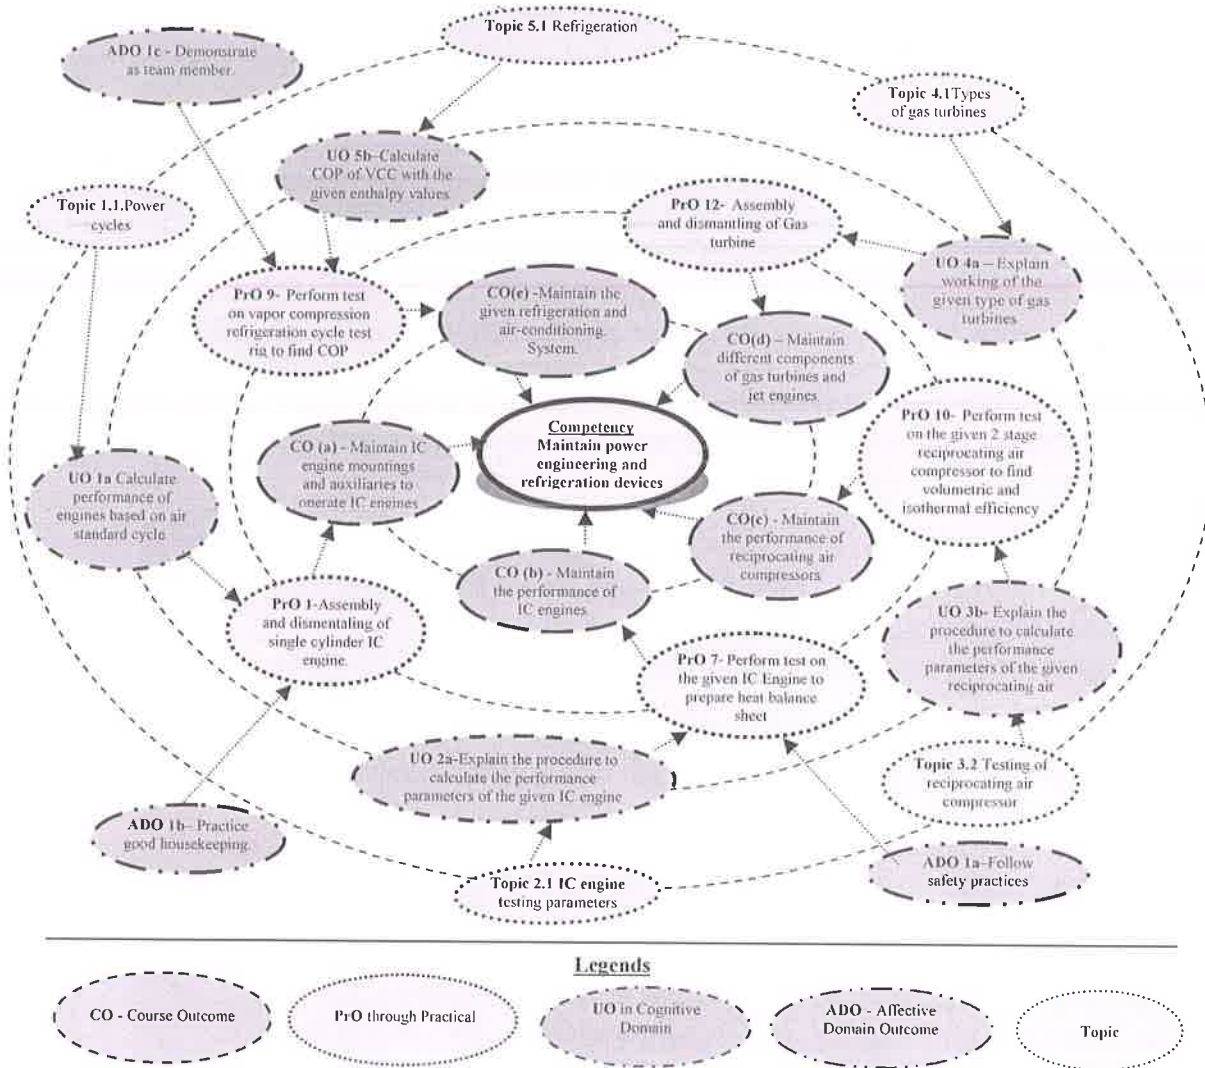 Topic 5.1 Refrigeration
ADO 1c - Demonstrate
as team member.
Topic 4.1Types
of gas turbines
UO 5b–Calculate
COP of VCC with the
given enthalpy values
Topic 1.1.Power
cycles
PrO 12- Assembly
and dismantling of Gas
turbine
UO 4a – Explain
working of the
given type of gas
turbines
PrO 9- Perform test
on vapor compression
refrigeration cycle test
rig to find COP
CO(e) -Maintain the
given refrigeration and
air-conditioning.
System.
CO(d) – Maintain
different components
of gas turbines and
jet engines
PrO 10- Perform test
on the given 2 stage
reciprocating air
compressor to find
volumetric and
isothermal efficiency
Competency
Maintain power
engineering and
refrigeration devices
CO (a) - Maintain IC
engine mountings
and auxiliaries to
onerate IC engines
UO 1a Calculate
performance of
engines based on air
standard cycle
CO(c) - Maintain
the performance of
reciprocating air
compressors
CO (b) - Maintain
the performance of
IC engines
PrO 1-Assembly
and dismentaling of
single cylinder IC
engine.
UO 3b- Explain the
procedure to calculate
the performance
parameters of the given
reciprocating air
PrO 7- Perform test on
the given IC Engine to
prepare heat balance
sheet
UO 2a-Explain the procedure to
calculate the performance
parameters of the given IC engine
Topic 3.2 Testing of
reciprocating air
compressor
ADO 1b– Practice
good housekeeping.
ADO 1a–Follow
safety practices
Topic 2.1 IC engine
testing parameters
Legends
CO - Course Outcome
PrO through Practical
UO in Cognitive
Domain
ADO - Affective
Domain Outcome
Topic